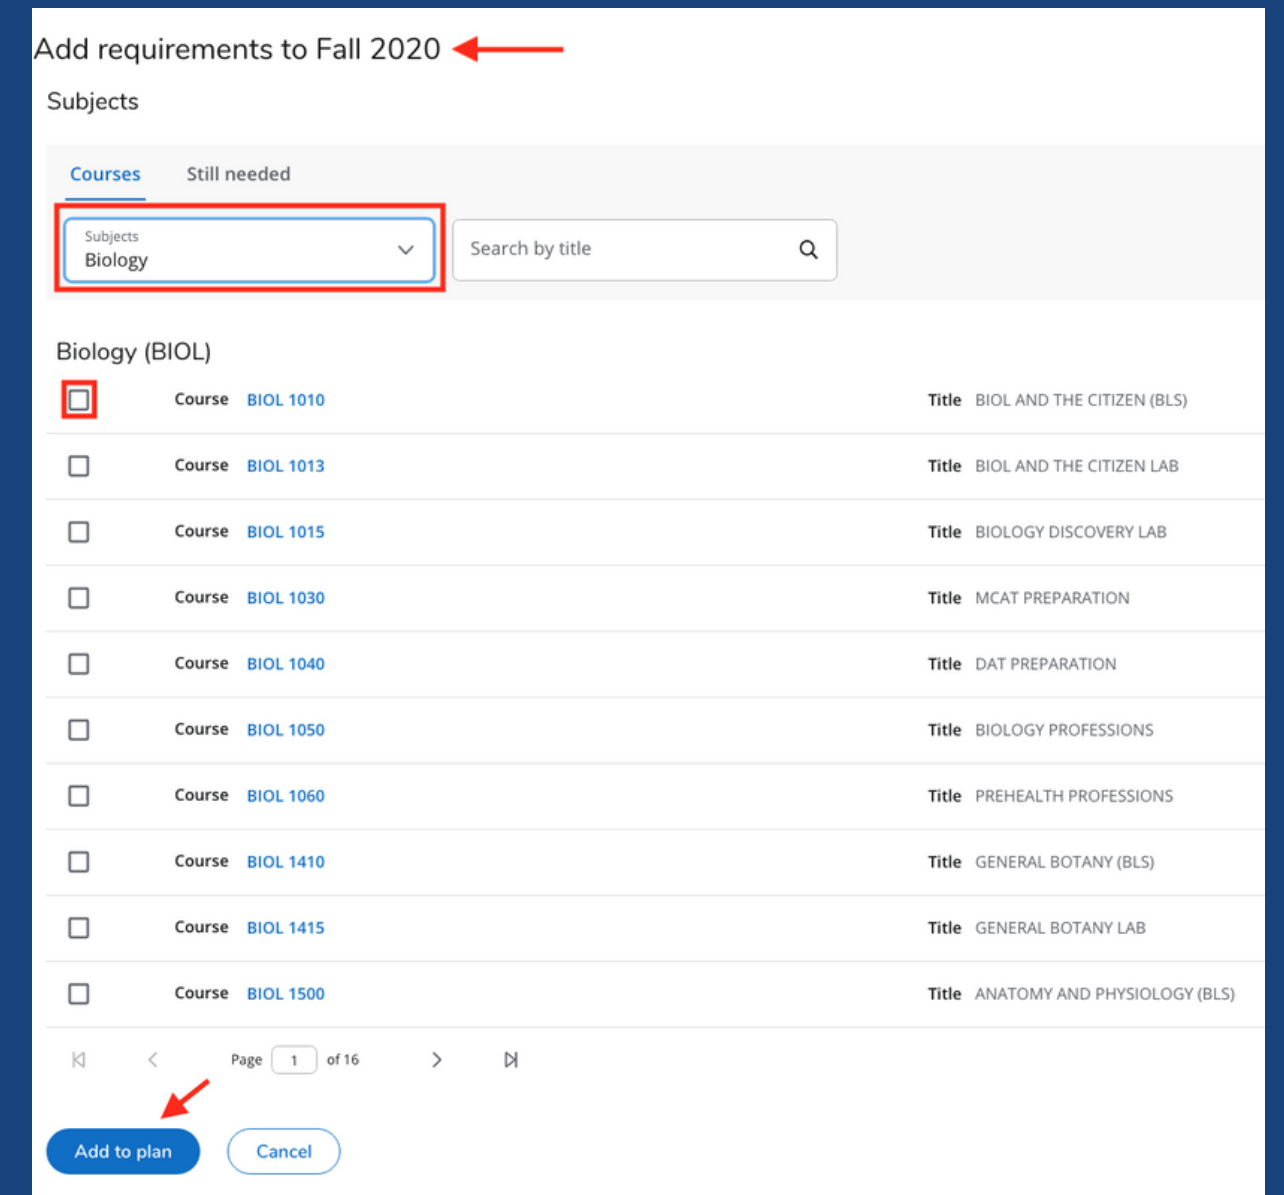 Add requirements to Fall 2020
Subjects
Courses Still needed
Subjects
Biology
Search by title
Biology (BIOL)
Course BIOL 1010 Title BIOL AND THE CITIZEN (BLS)
Course BIOL 1013 Title BIOL AND THE CITIZEN LAB
Course BIOL 1015 Title BIOLOGY DISCOVERY LAB
Course BIOL 1030 Title MCAT PREPARATION
Course BIOL 1040 Title DAT PREPARATION
Course BIOL 1050 Title BIOLOGY PROFESSIONS
Course BIOL 1060 Title PREHEALTH PROFESSIONS
Course BIOL 1410 Title GENERAL BOTANY (BLS)
Course BIOL 1415 Title GENERAL BOTANY LAB
Course BIOL 1500 Title ANATOMY AND PHYSIOLOGY (BLS)
Page 1 of 16
Add to plan Cancel